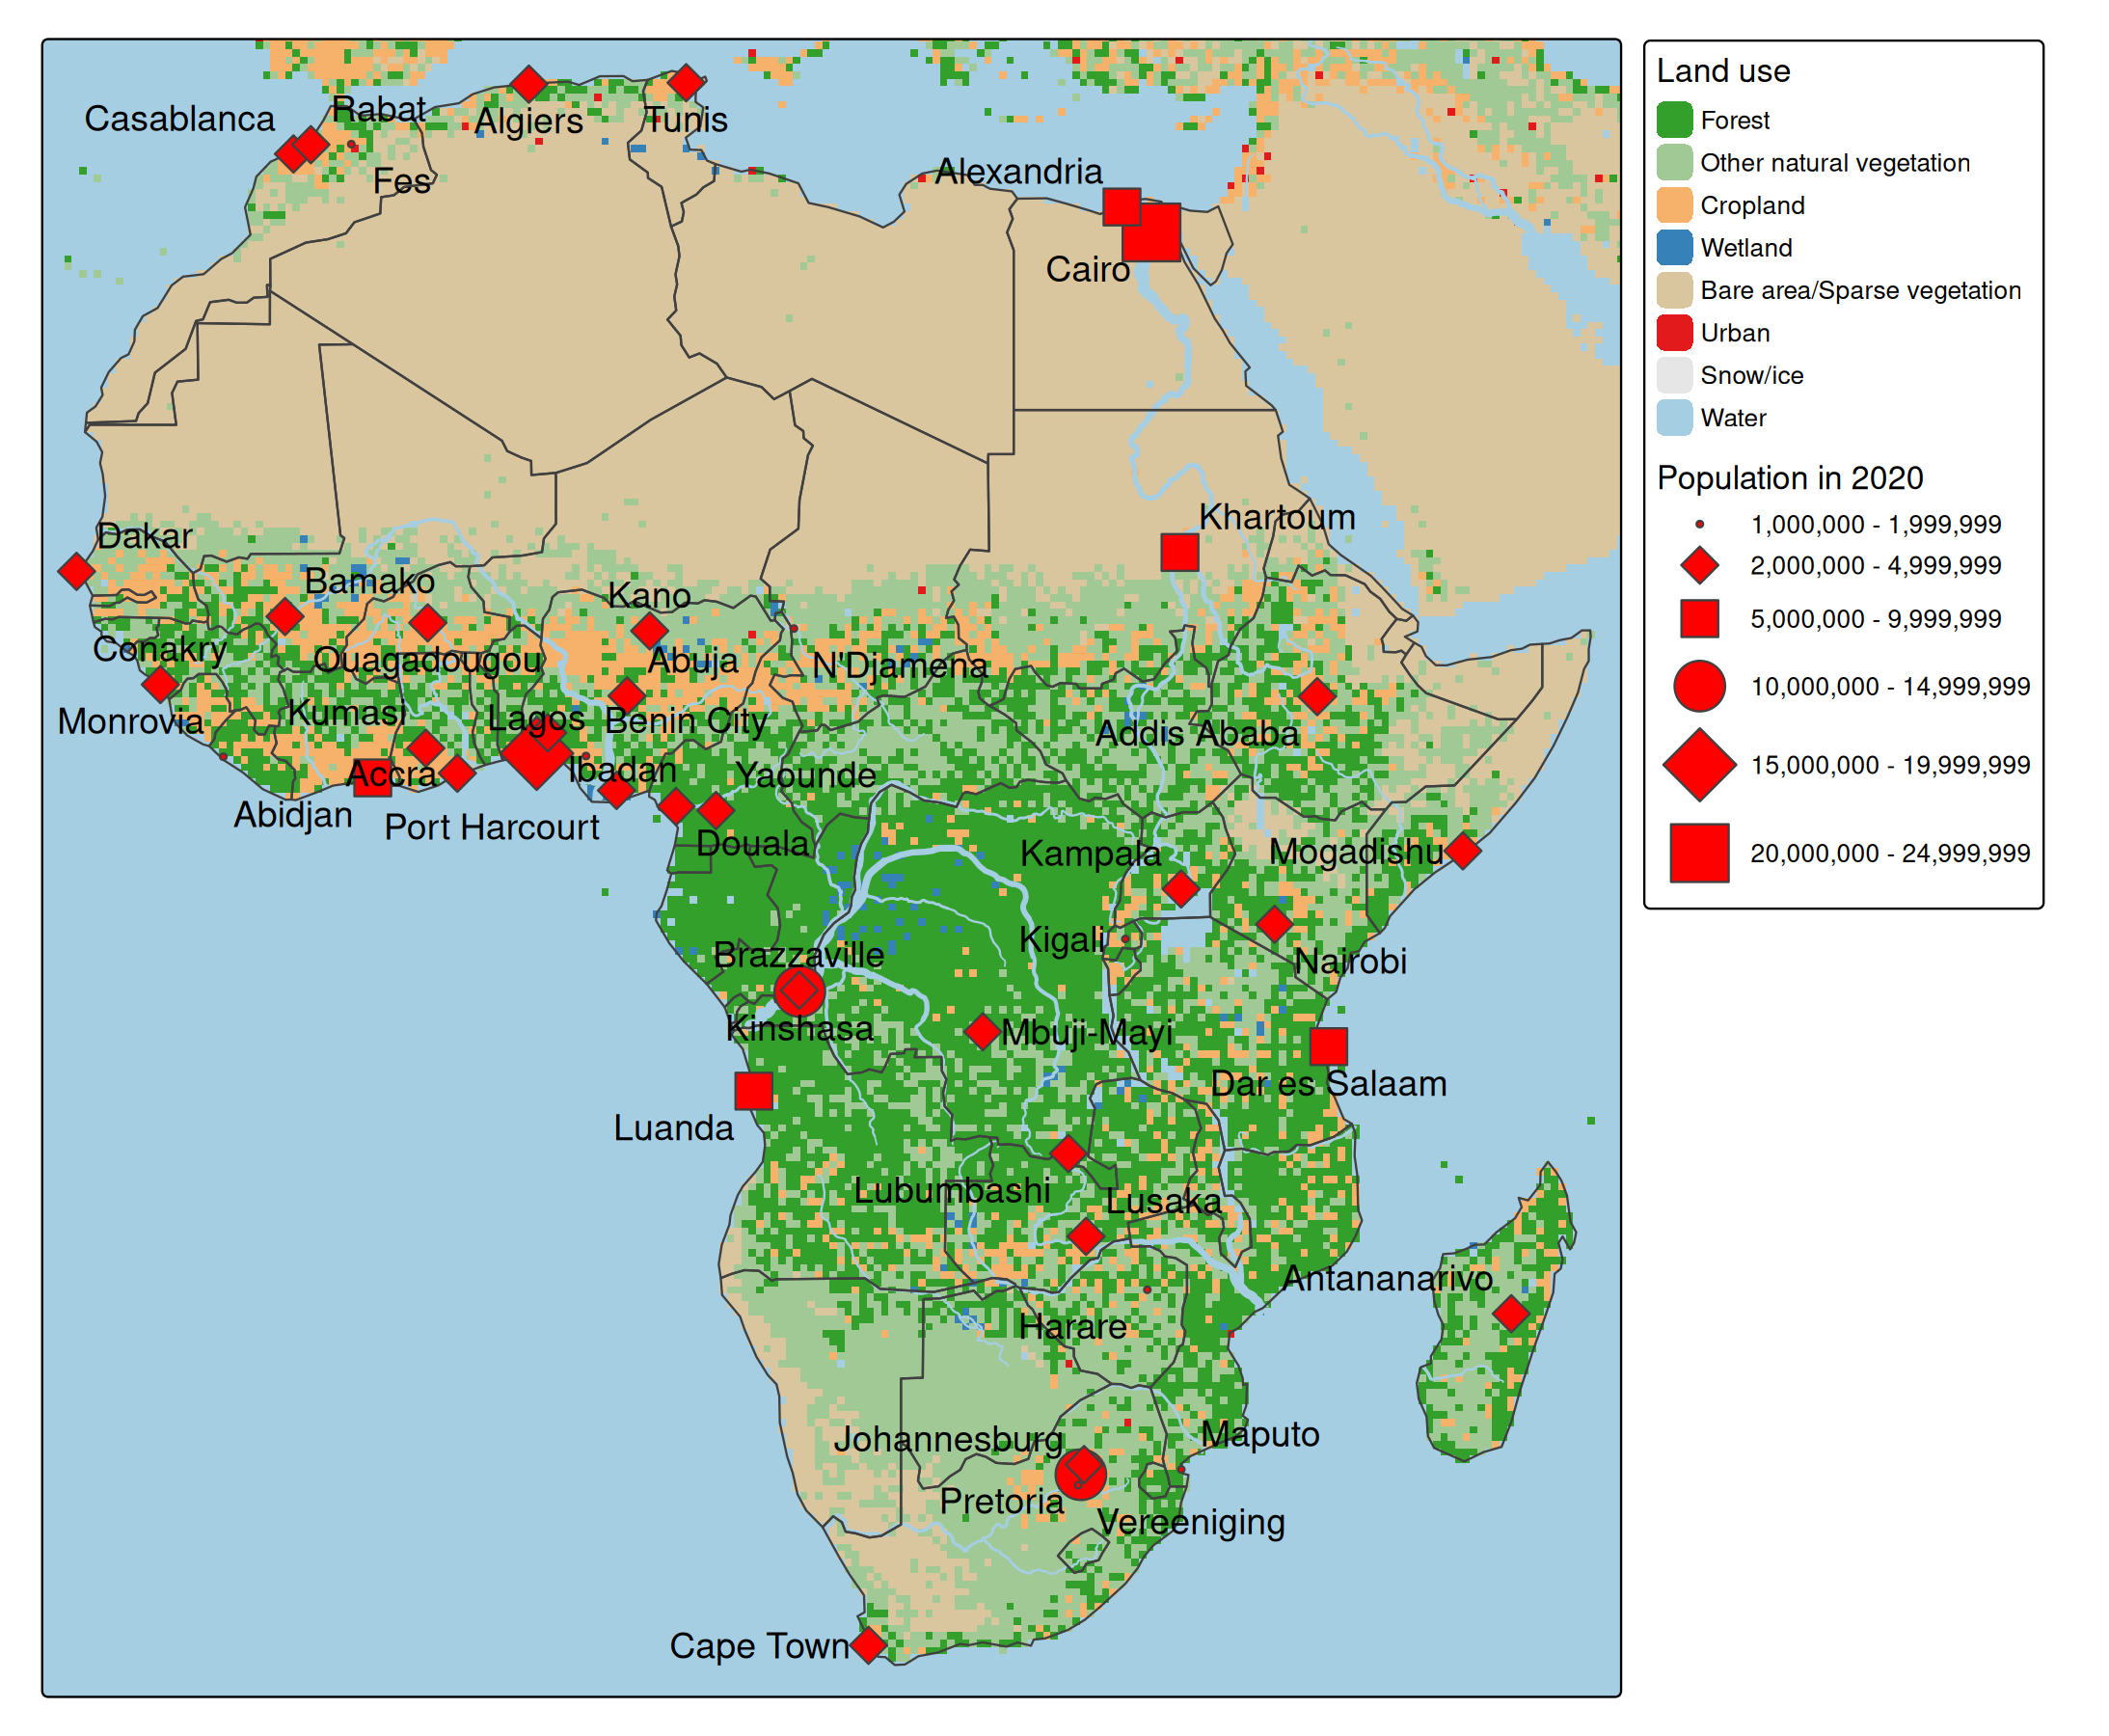 Casablanca
Rabat
Fes
Algiers
Tunis
Alexandria
Cairo
Dakar
Bamako
Kano
Khartoum
Conakry
Ouagadougou
Abuja
N'Djamena
Monrovia
Kumasi
Lagos
Benin City
Addis Ababa
Accra
Ibadan
Yaounde
Abidjan
Port Harcourt
Douala
Kampala
Mogadishu
Brazzaville
Kigali
Nairobi
Kinshasa
Mbuji-Mayi
Dar es Salaam
Luanda
Lubumbashi
Lusaka
Antananarivo
Harare
Johannesburg
Maputo
Pretoria
Vereeniging
Cape Town
Land use
Forest
Other natural vegetation
Cropland
Wetland
Bare area/Sparse vegetation
Urban
Snow/ice
Water
Population in 2020
1,000,000 - 1,999,999
2,000,000 - 4,999,999
5,000,000 - 9,999,999
10,000,000 - 14,999,999
15,000,000 - 19,999,999
20,000,000 - 24,999,999